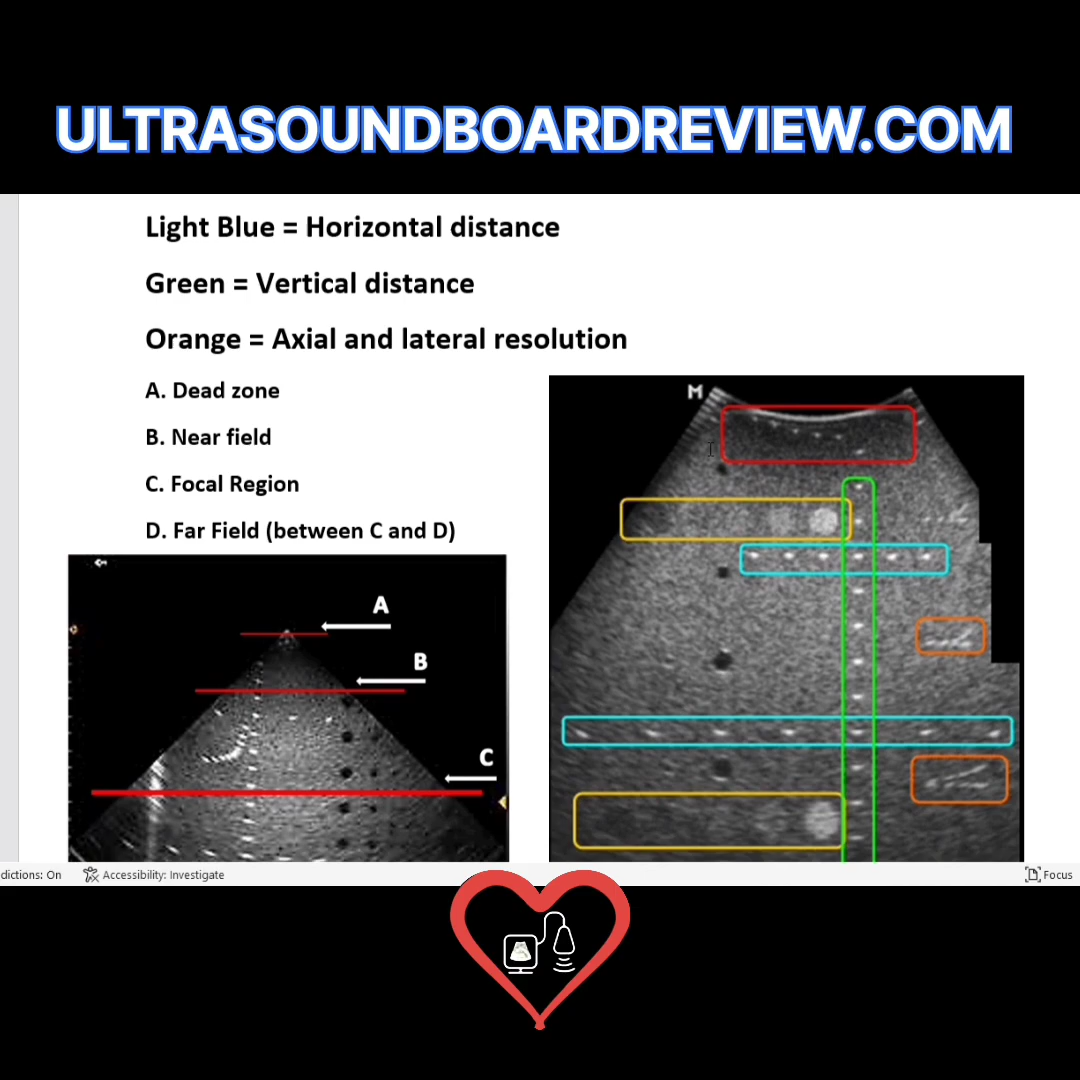 ULTRASOUNDBOARDREVIEW.COM
Light Blue = Horizontal distance
Green = Vertical distance
Orange = Axial and lateral resolution
A. Dead zone
B. Near field
C. Focal Region
D. Far Field (between C and D)
M
A
B
C
dictions: On
Accessibility: Investigate
Focus